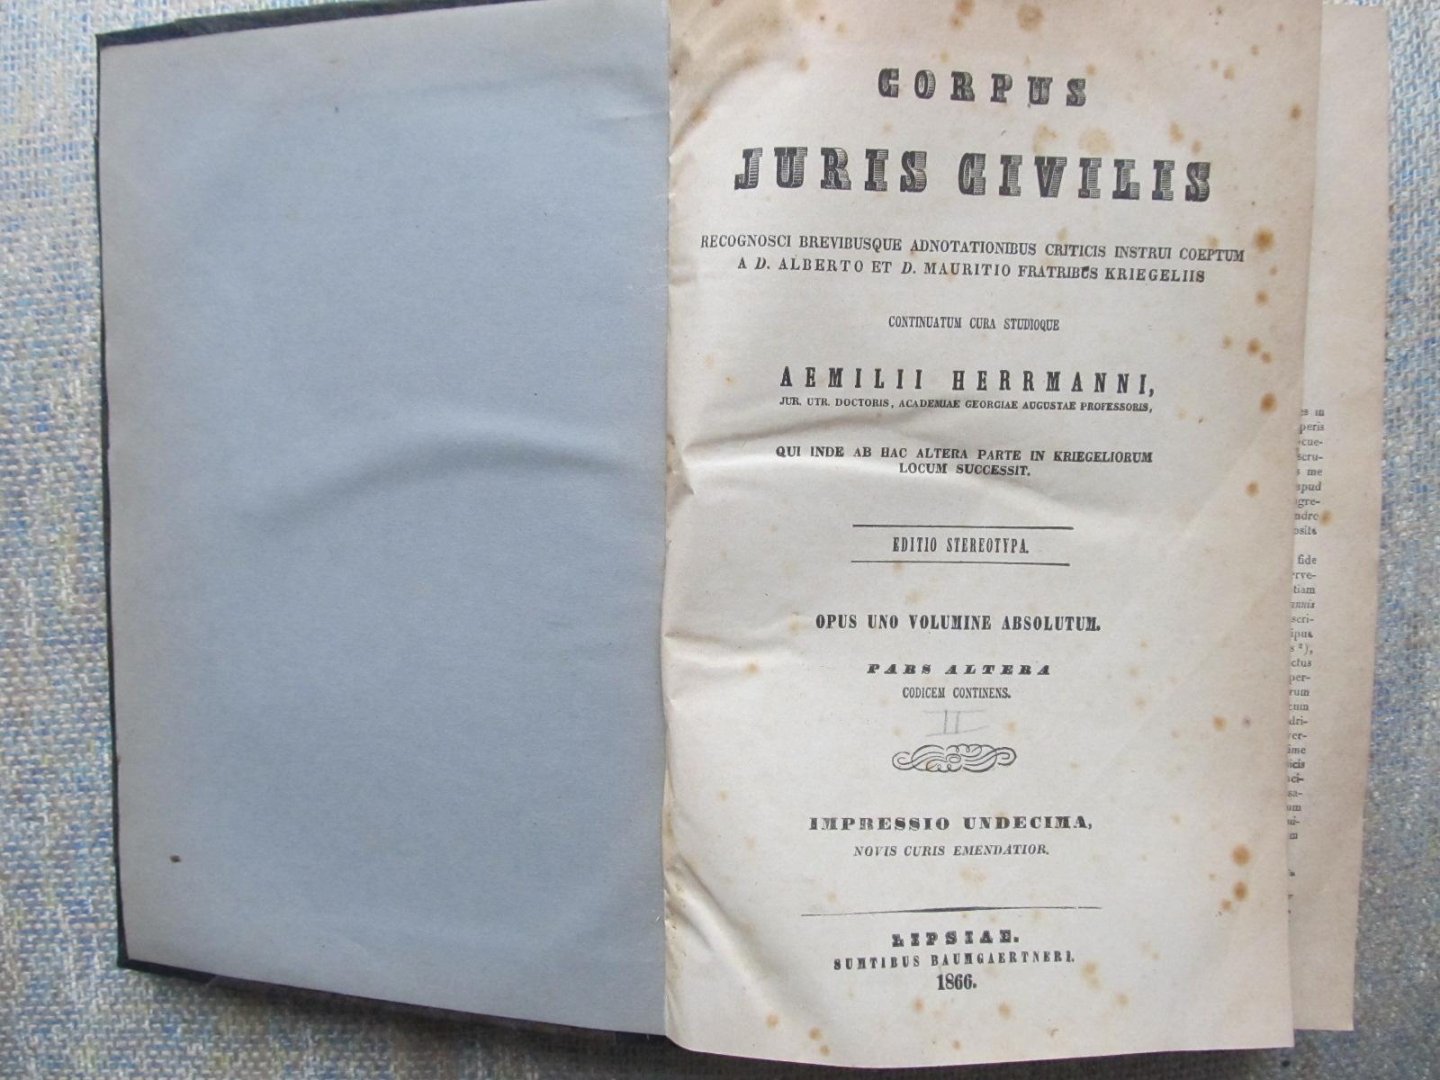 CORPUS
JURIS CIVILIS
RECOGNOSCI BREVIBUSQUE ADNOTATIONIBUS CRITICIS INSTRUI COEPTUM
A D. ALBERTO ET D. MAURITIO FRATRIBUS KRIEGELIIS
CONTINUATUM CURA STUDIOQUE
AEMILII HERRMANNI,
JUR. UTR. DOCTORIS, ACADEMIAE GEORGIAE AUGUSTAE PROFESSORIS,
QUI INDE AB HAC ALTERA PARTE IN KRIEGELIORUM
LOCUM SUCCESSIT.
EDITIO STEREOTYPA.
OPUS UNO VOLUMINE ABSOLUTUM.
PARS ALTERA
CODICEM CONTINENS.
II
IMPRESSIO UNDECIMA,
NOVIS CURIS EMENDATIOR.
LIPSIAE.
SUMTIBUS BAUMGAERTNERI.
1866.